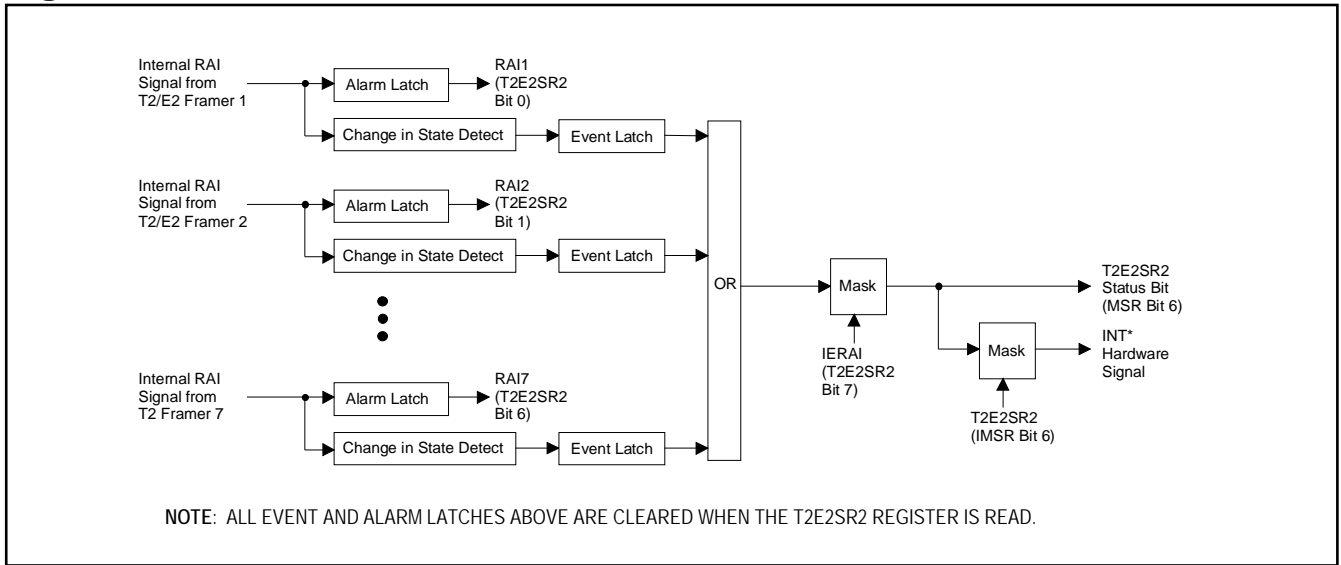 Internal RAI
Signal from
T2/E2 Framer 1
Alarm Latch
RAI1
(T2E2SR2
Bit 0)
Change in State Detect
Event Latch
Internal RAI
Signal from
T2/E2 Framer 2
Alarm Latch
RAI2
(T2E2SR2
Bit 1)
Change in State Detect
Event Latch
OR
Mask
T2E2SR2
Status Bit
(MSR Bit 6)
IERAI
(T2E2SR2
Bit 7)
Mask
INT*
Hardware
Signal
T2E2SR2
(IMSR Bit 6)
Internal RAI
Signal from
T2 Framer 7
Alarm Latch
RAI7
(T2E2SR2
Bit 6)
Change in State Detect
Event Latch
NOTE: ALL EVENT AND ALARM LATCHES ABOVE ARE CLEARED WHEN THE T2E2SR2 REGISTER IS READ.